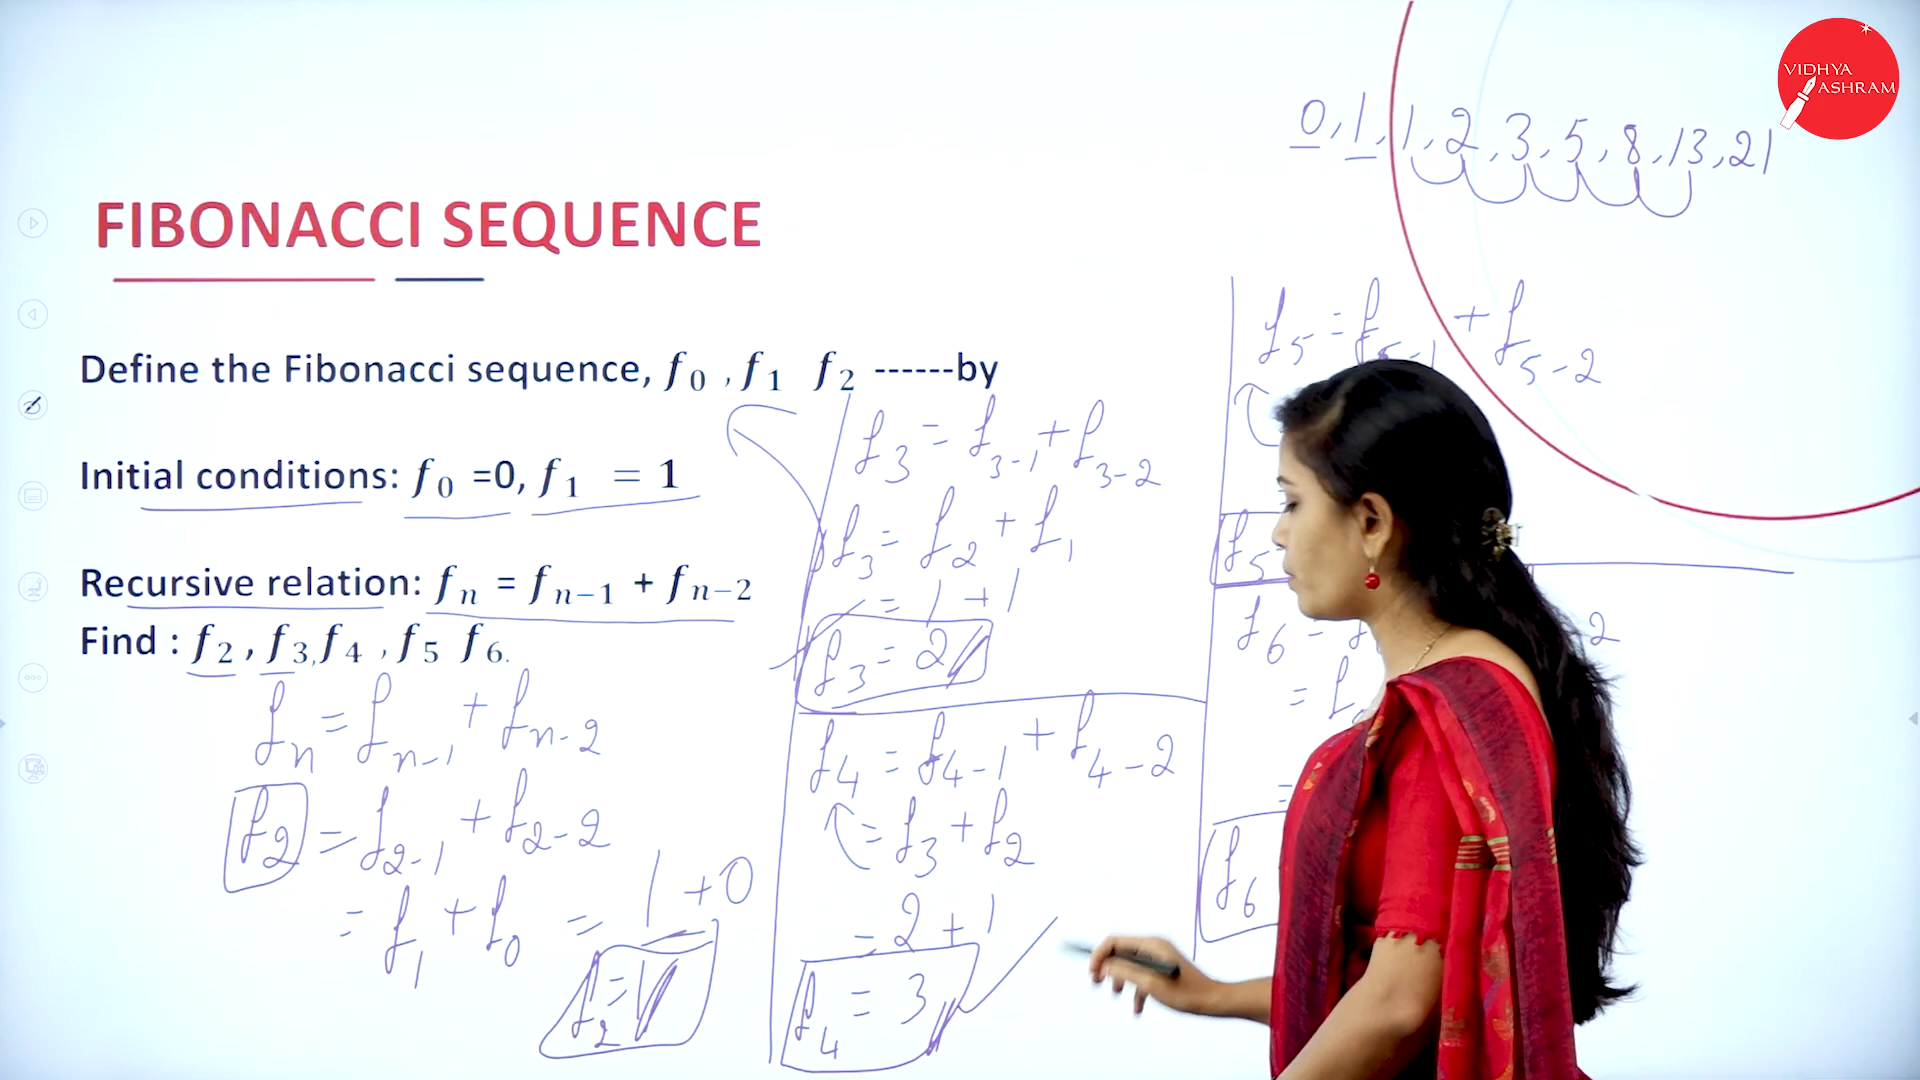 VIDHYA
ASHRAM
0, 1, 1, 2, 3, 5, 8, 13, 21
FIBONACCI SEQUENCE
Define the Fibonacci sequence, f₀ , f₁ f₂ ------by
Initial conditions: f₀ =0, f₁ = 1
Recursive relation: fₙ = fₙ₋₁ + fₙ₋₂
Find : f₂ , f₃, f₄ , f₅ f₆.
fₙ = fₙ₋₁ + fₙ₋₂
f₂ = f₂₋₁ + f₂₋₂
= f₁ + f₀ = 1 + 0
f₂ = 1
f₃ = f₃₋₁ + f₃₋₂
f₃ = f₂ + f₁
= 1 + 1
f₃ = 2
f₄ = f₄₋₁ + f₄₋₂
= f₃ + f₂
= 2 + 1
f₄ = 3
f₅ = f₅₋₁ + f₅₋₂
f₅
f₆ = f 2
= f
=
f₆